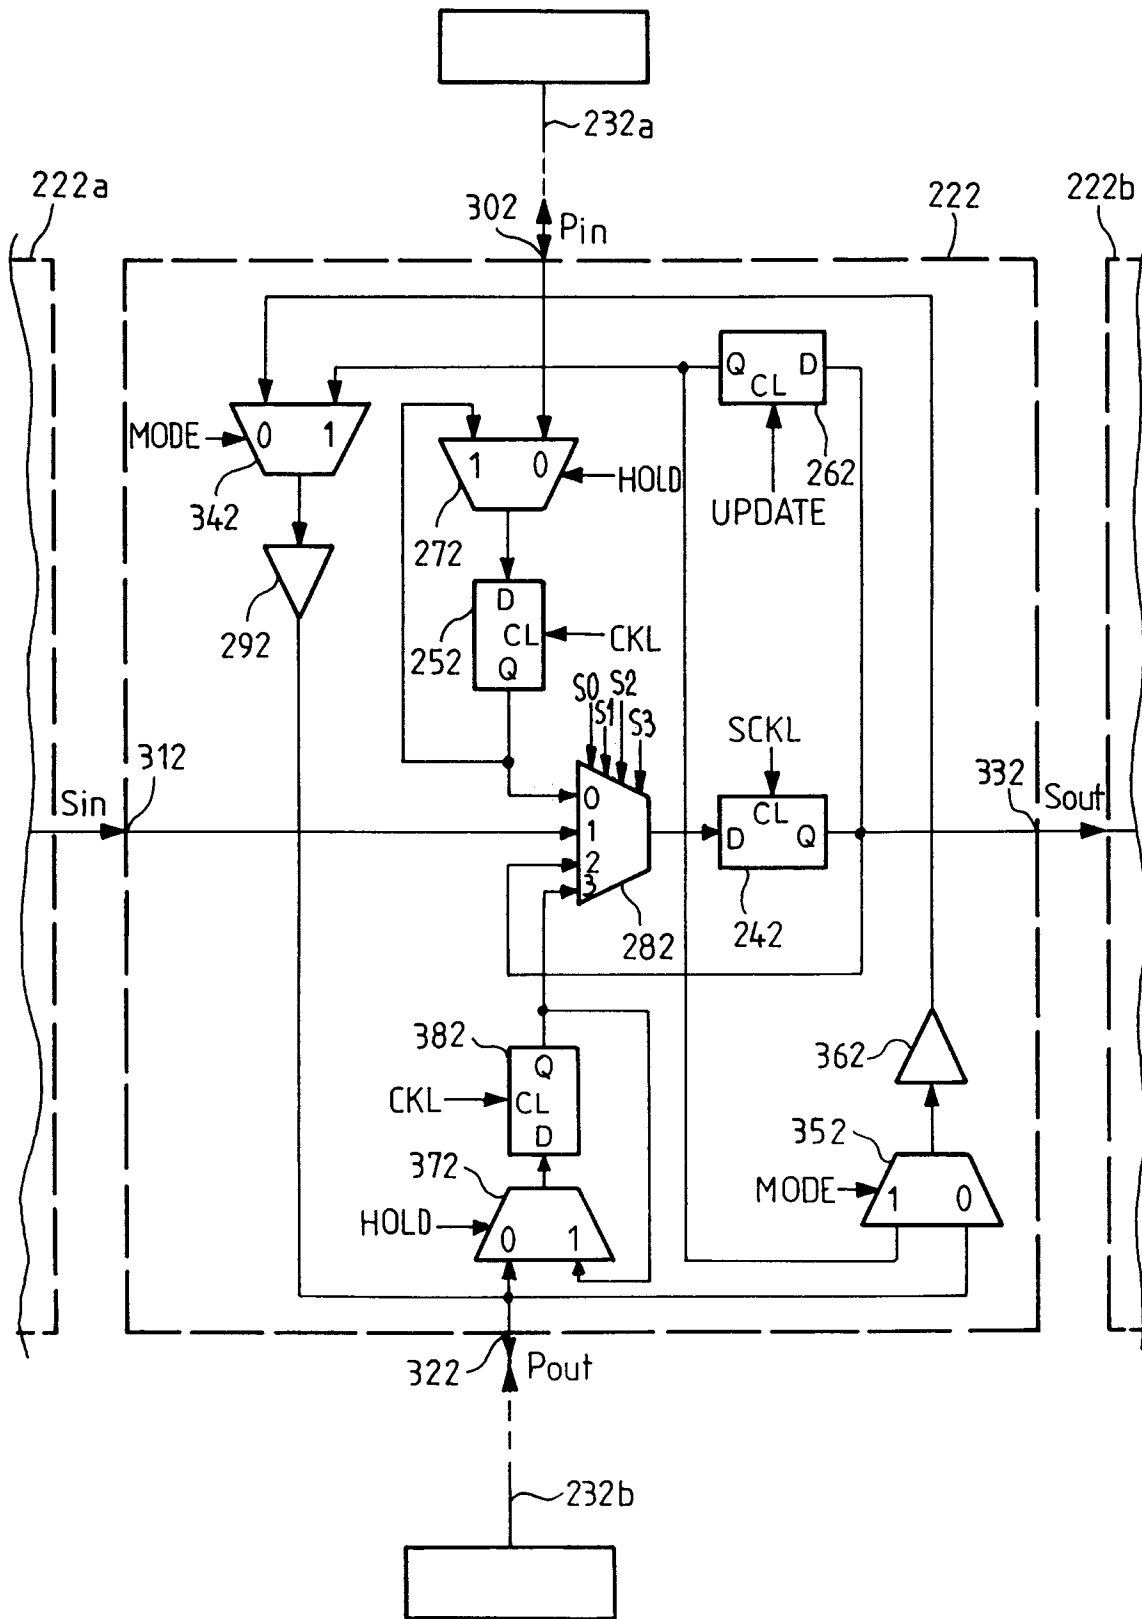 232a
222a
302
Pin
222
222b
Q
D
CL
MODE
0
1
1
0
HOLD
262
342
272
UPDATE
D
292
252
CL
CKL
Q
S0
S1
S2
S3
SCKL
312
332
Sin
Sout
0
1
2
3
D
CL
Q
282
242
382
Q
362
CKL
CL
D
352
372
MODE
1
0
HOLD
0
1
322
Pout
232b